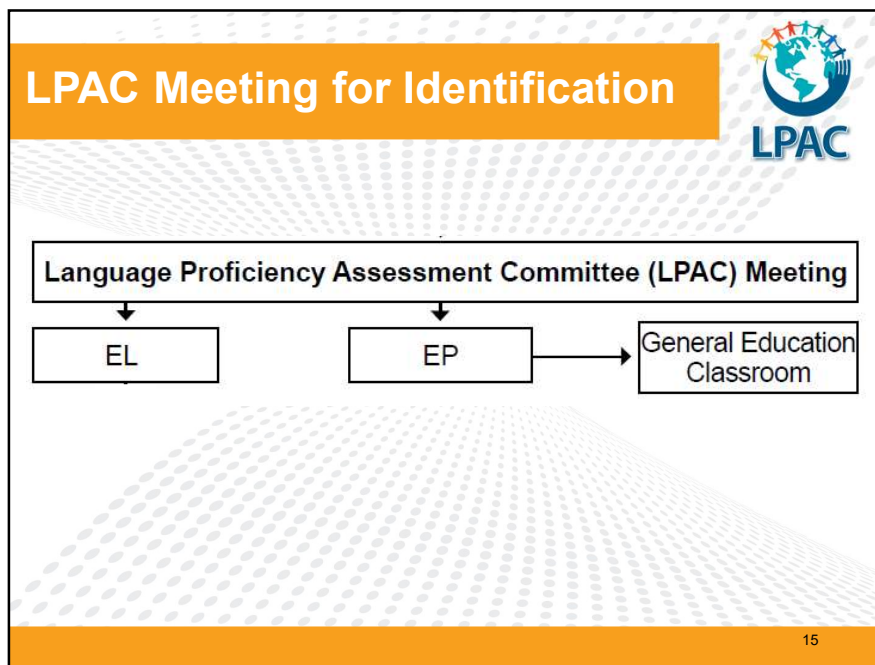 LPAC Meeting for Identification
LPAC
Language Proficiency Assessment Committee (LPAC) Meeting
EL
EP
General Education
Classroom
15